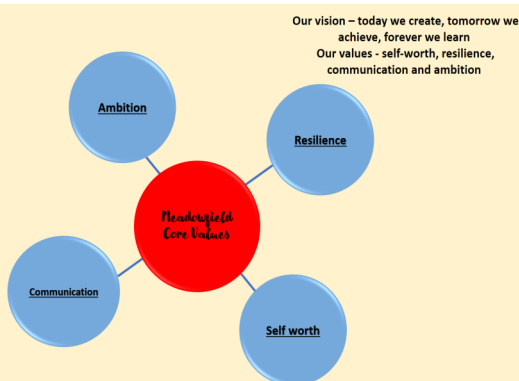 Our vision – today we create, tomorrow we
achieve, forever we learn
Our values - self-worth, resilience,
communication and ambition
Ambition
Resilience
Meadowfield
Core Values
Communication
Self worth